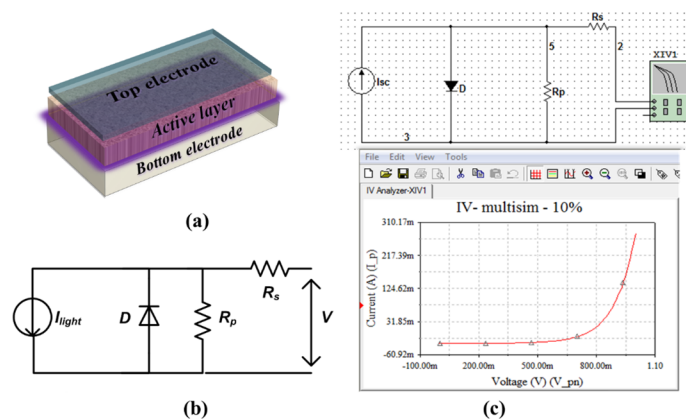 Top electrode
Active layer
Bottom electrode
(a)
I_light
D
R_p
R_s
V
(b)
Rs
5
2
XIV1
Isc
D
Rp
3
File Edit View Tools
IV Analyzer-XIV1
IV- multisim - 10%
Current (A) (I_p)
310.17m
217.39m
124.62m
31.85m
-60.92m
-100.00m 200.00m 500.00m 800.00m 1.10
Voltage (V) (V_pn)
(c)